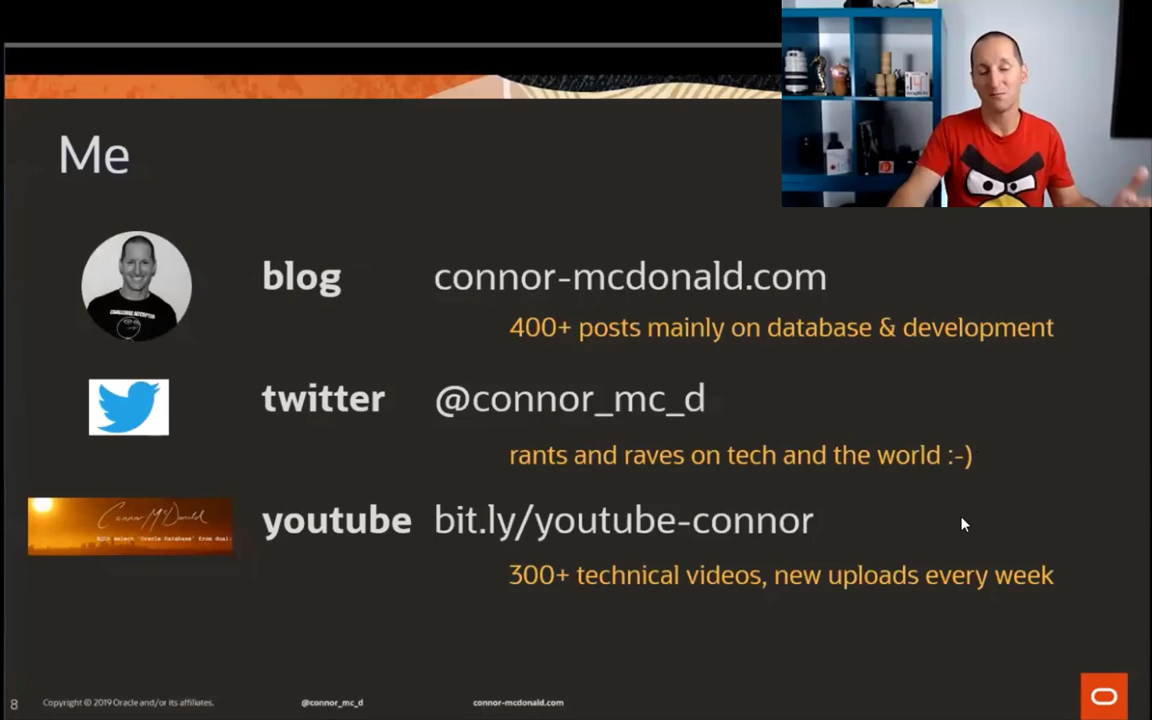 Me
blog connor-mcdonald.com
400+ posts mainly on database & development
twitter @connor_mc_d
rants and raves on tech and the world :-)
Connor McDonald
youtube bit.ly/youtube-connor
300+ technical videos, new uploads every week
8 Copyright © 2019 Oracle and/or its affiliates. @connor_mc_d connor-mcdonald.com